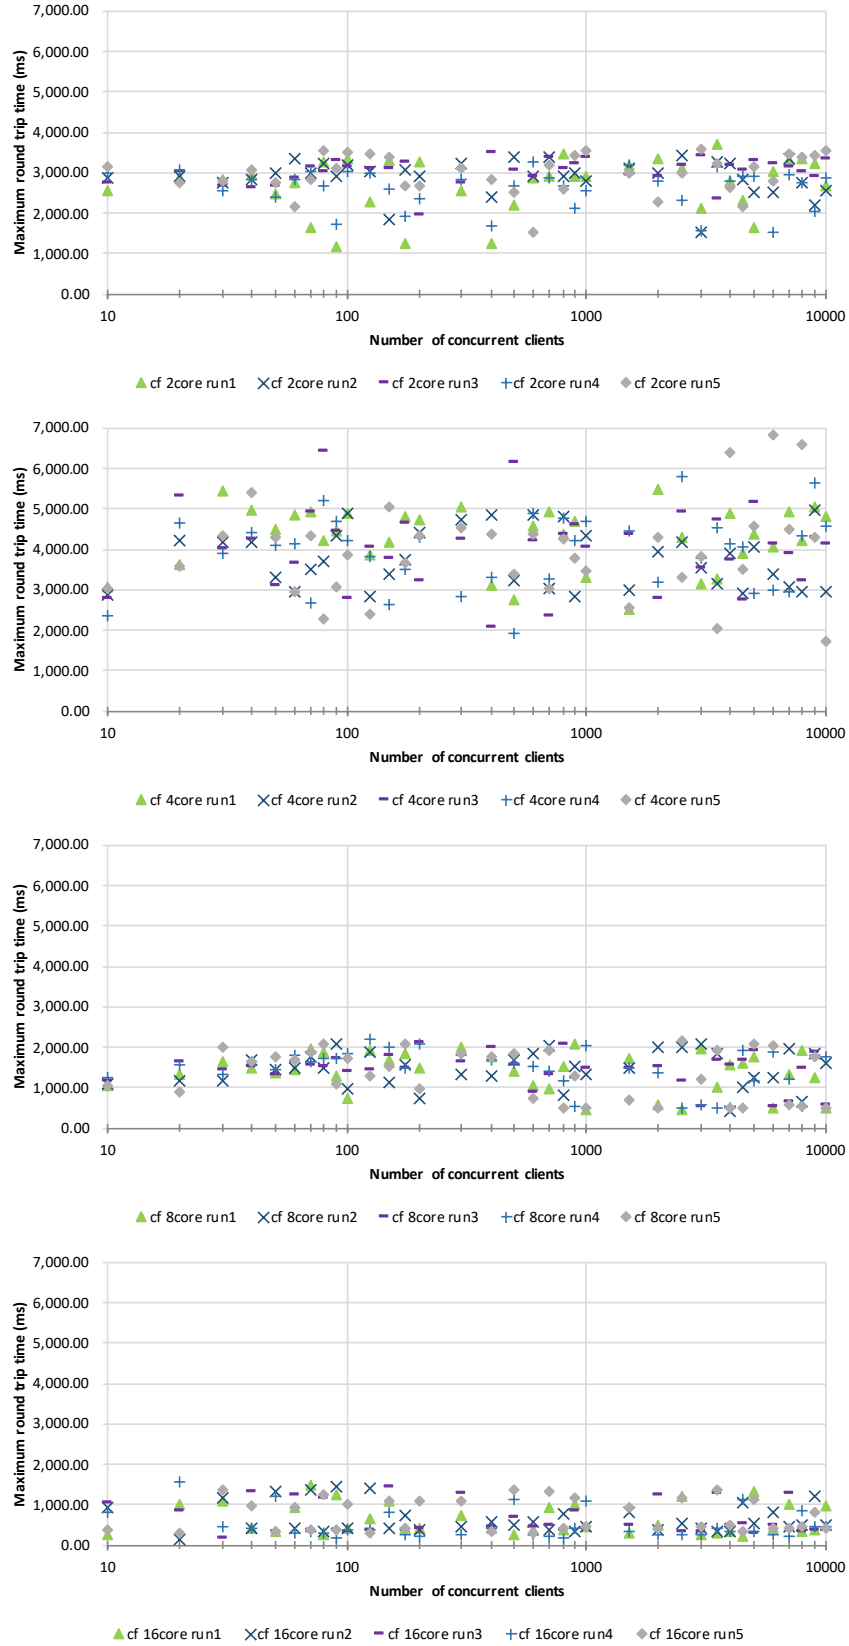 Maximum round trip time (ms)
7,000.00
6,000.00
5,000.00
4,000.00
3,000.00
2,000.00
1,000.00
0.00
10 100 1000 10000
Number of concurrent clients
cf 2core run1 cf 2core run2 cf 2core run3 cf 2core run4 cf 2core run5
Maximum round trip time (ms)
7,000.00
6,000.00
5,000.00
4,000.00
3,000.00
2,000.00
1,000.00
0.00
10 100 1000 10000
Number of concurrent clients
cf 4core run1 cf 4core run2 cf 4core run3 cf 4core run4 cf 4core run5
Maximum round trip time (ms)
7,000.00
6,000.00
5,000.00
4,000.00
3,000.00
2,000.00
1,000.00
0.00
10 100 1000 10000
Number of concurrent clients
cf 8core run1 cf 8core run2 cf 8core run3 cf 8core run4 cf 8core run5
Maximum round trip time (ms)
7,000.00
6,000.00
5,000.00
4,000.00
3,000.00
2,000.00
1,000.00
0.00
10 100 1000 10000
Number of concurrent clients
cf 16core run1 cf 16core run2 cf 16core run3 cf 16core run4 cf 16core run5